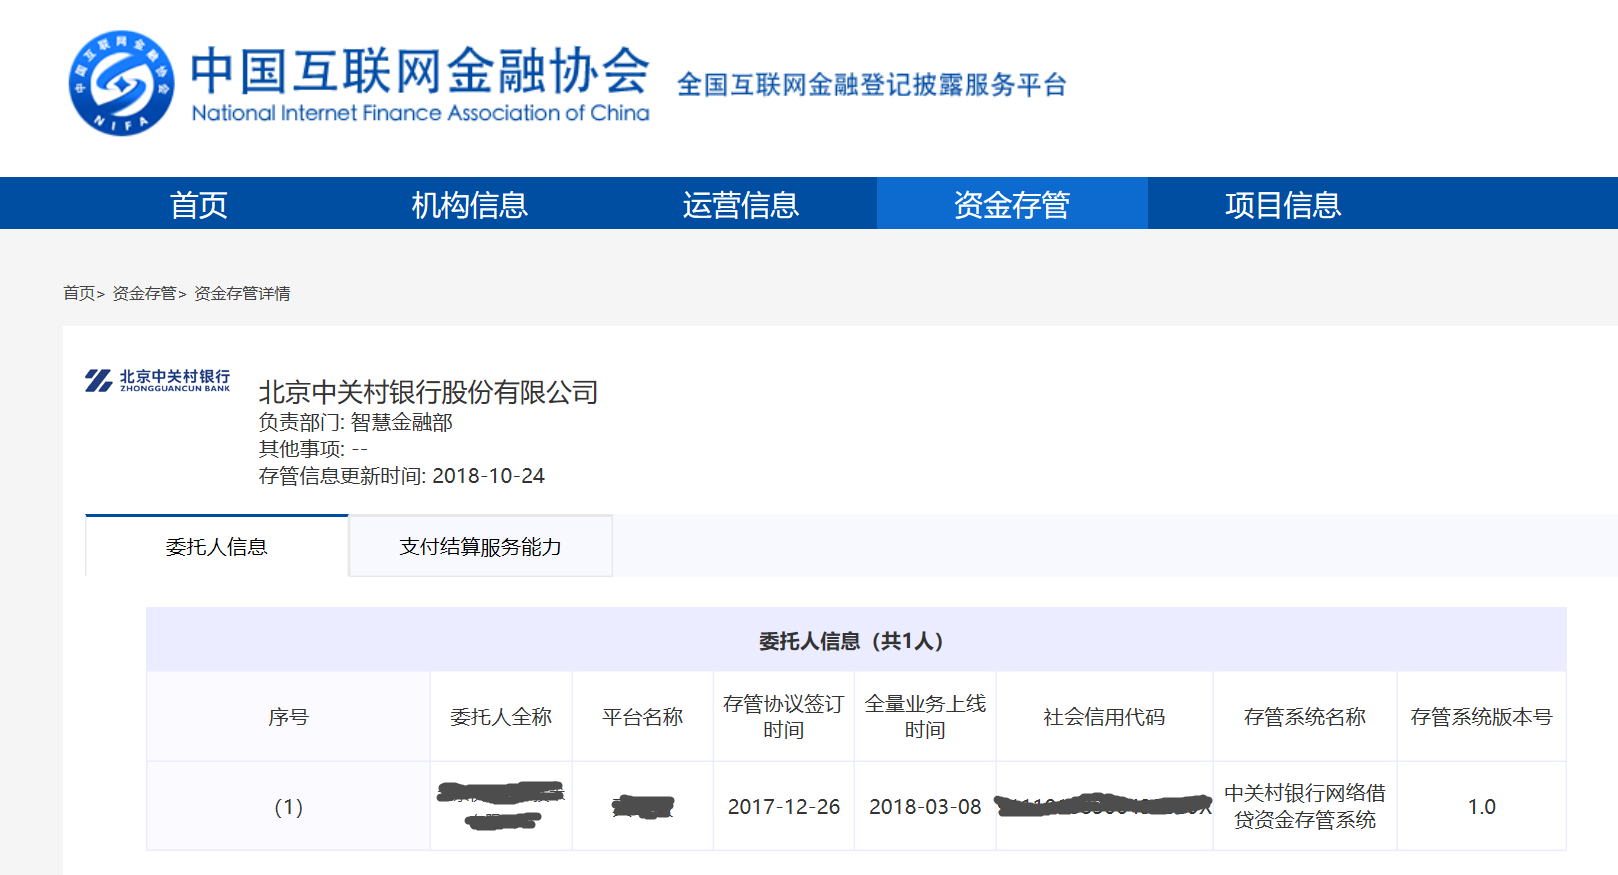 中国互联网金融协会
NIFA
中国互联网金融协会
National Internet Finance Association of China
全国互联网金融登记披露服务平台
首页 机构信息 运营信息 资金存管 项目信息
首页> 资金存管> 资金存管详情
北京中关村银行
ZHONGGUANCUN BANK
北京中关村银行股份有限公司
负责部门: 智慧金融部
其他事项: --
存管信息更新时间: 2018-10-24
委托人信息 支付结算服务能力
委托人信息（共1人）
序号 委托人全称 平台名称 存管协议签订时间 全量业务上线时间 社会信用代码 存管系统名称 存管系统版本号
(1) 2017-12-26 2018-03-08 中关村银行网络借贷资金存管系统 1.0